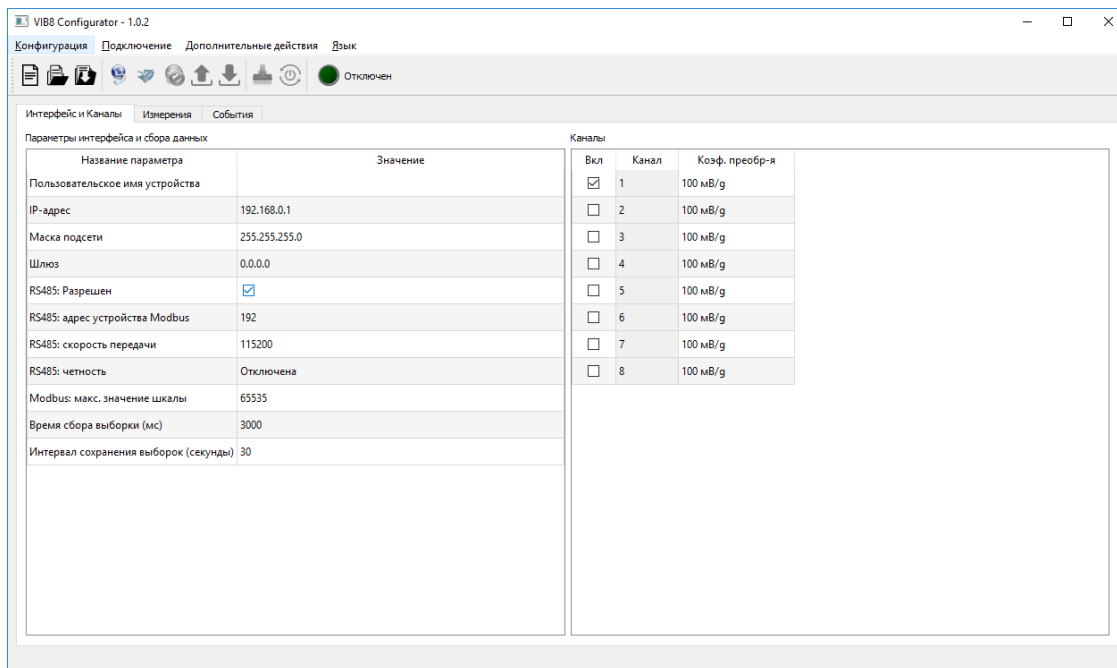 VIB8 Configurator - 1.0.2
Конфигурация Подключение Дополнительные действия Язык
Отключен
Интерфейс и Каналы Измерения События
Параметры интерфейса и сбора данных
Название параметра Значение
Пользовательское имя устройства
IP-адрес 192.168.0.1
Маска подсети 255.255.255.0
Шлюз 0.0.0.0
RS485: Разрешен
RS485: адрес устройства Modbus 192
RS485: скорость передачи 115200
RS485: четность Отключена
Modbus: макс. значение шкалы 65535
Время сбора выборки (мс) 3000
Интервал сохранения выборок (секунды) 30
Каналы
Вкл Канал Коэф. преобр-я
1 100 мВ/g
2 100 мВ/g
3 100 мВ/g
4 100 мВ/g
5 100 мВ/g
6 100 мВ/g
7 100 мВ/g
8 100 мВ/g